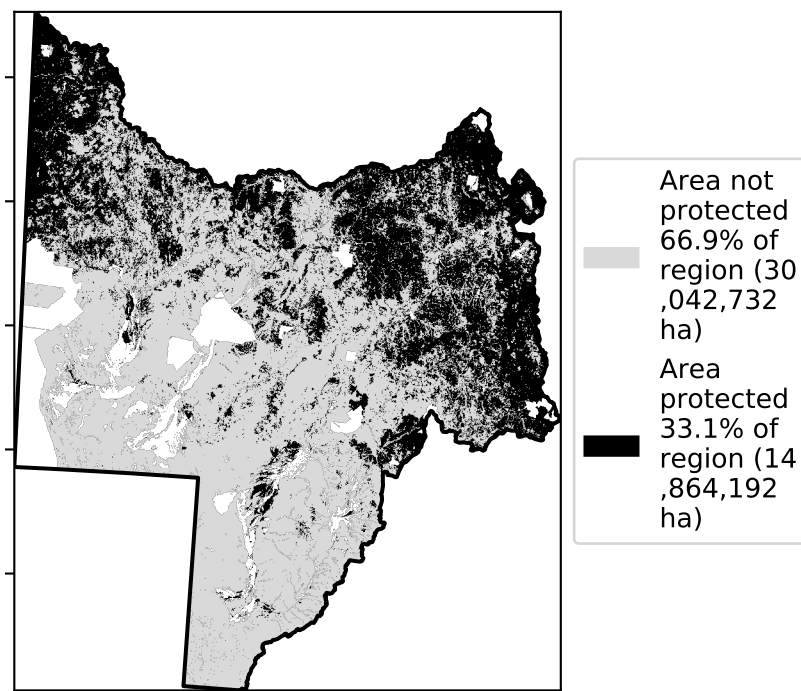 Area not
protected
66.9% of
region (30
,042,732
ha)
Area
protected
33.1% of
region (14
,864,192
ha)